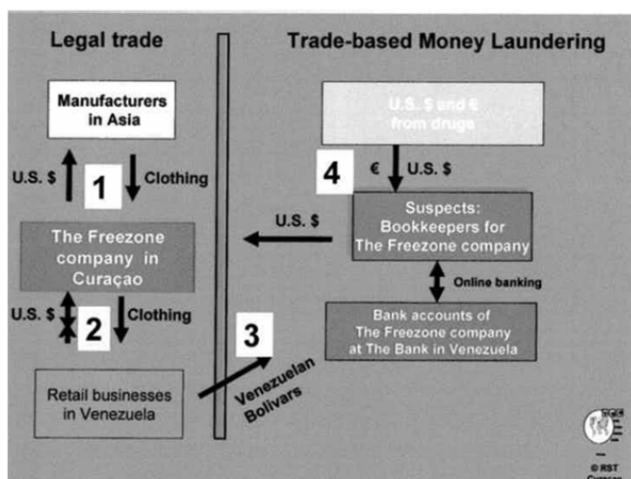 Legal trade
Trade-based Money Laundering
Manufacturers
in Asia
U.S. $ and €
from drugs
U.S. $
1
Clothing
4
€
U.S. $
Suspects:
Bookkeepers for
The Freezone company
U.S. $
The Freezone
company in
Curaçao
Online banking
U.S. $
2
Clothing
3
Bank accounts of
The Freezone company
at The Bank in Venezuela
Retail businesses
in Venezuela
Venezuelan
Bolivars
© RST
Curaçao